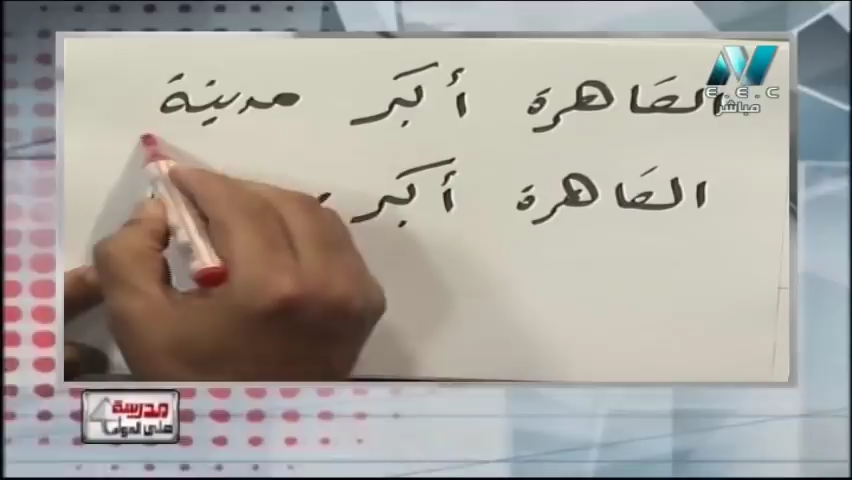 القاهرة أكبر مدينة
القاهرة أكبر
E.E.C
مباشر
مدرسة
على الهواء